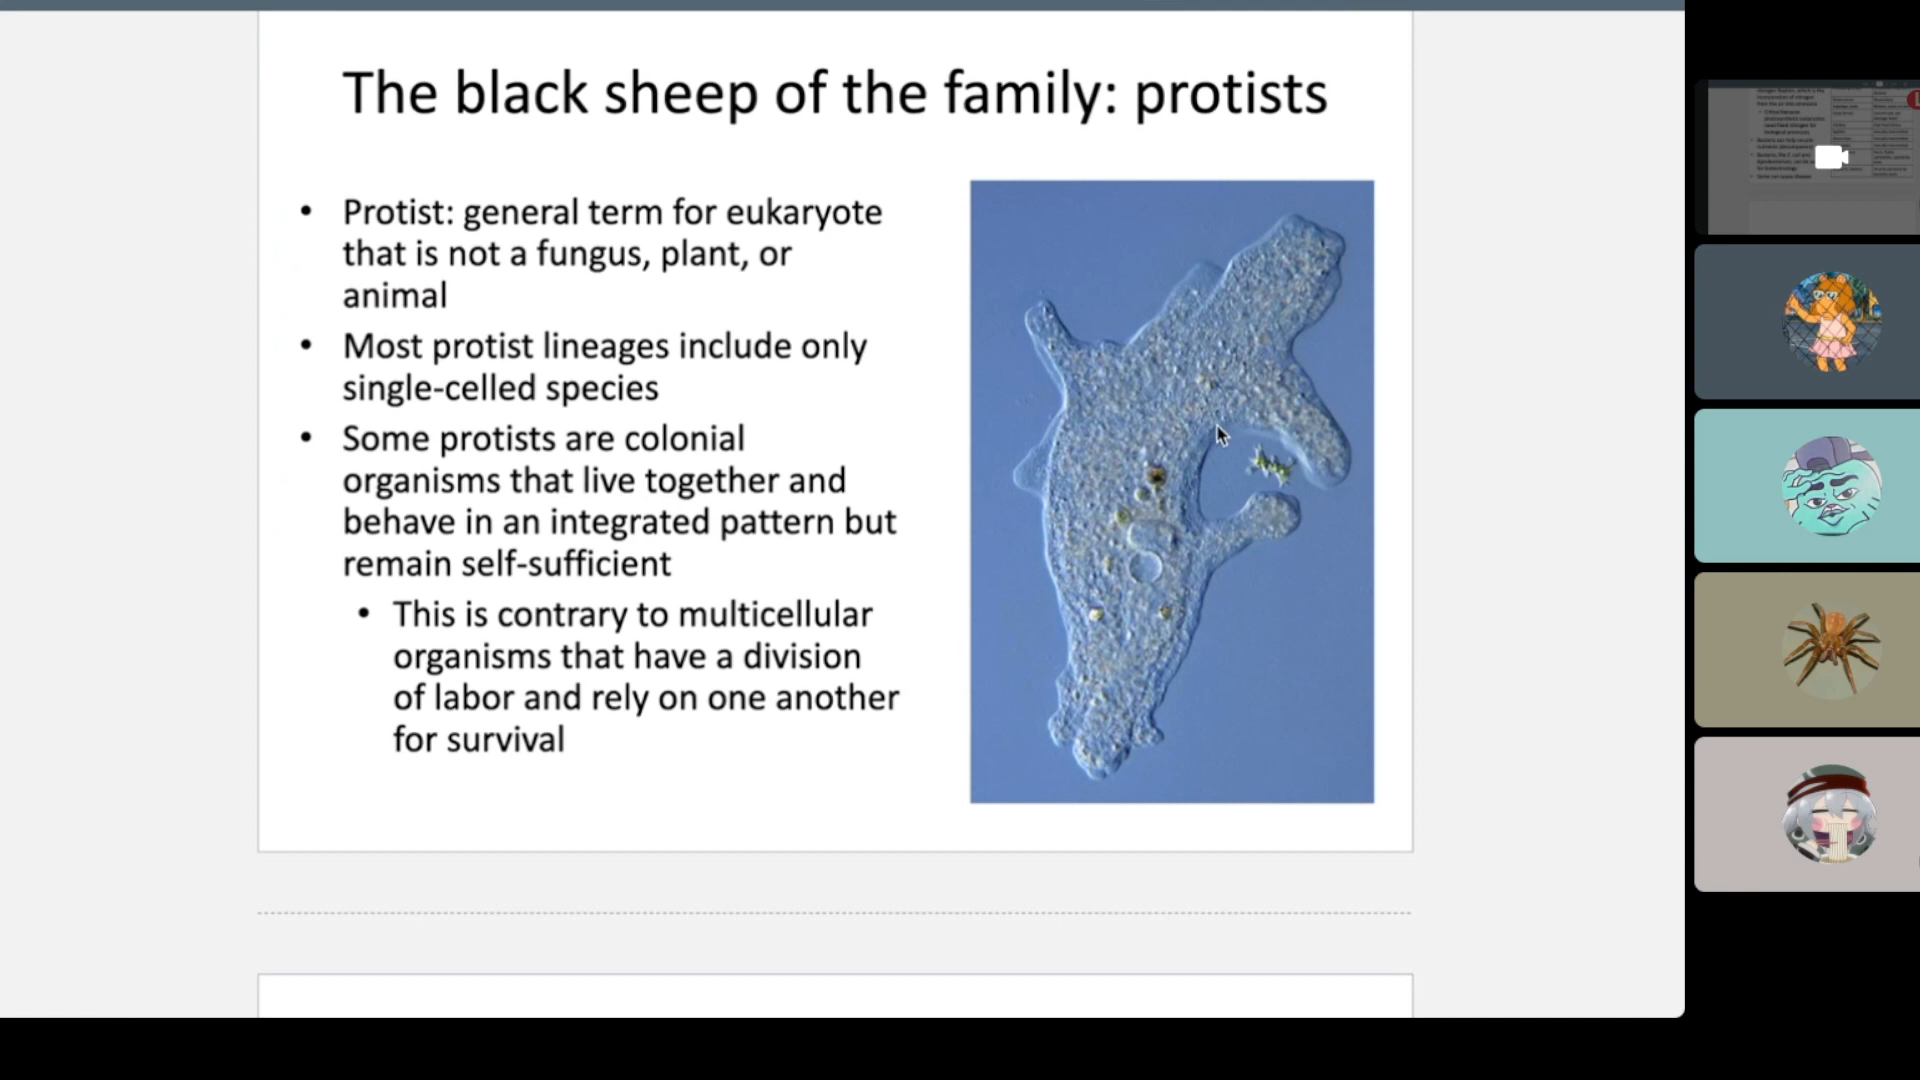 The black sheep of the family: protists
• Protist: general term for eukaryote
that is not a fungus, plant, or
animal
• Most protist lineages include only
single-celled species
• Some protists are colonial
organisms that live together and
behave in an integrated pattern but
remain self-sufficient
• This is contrary to multicellular
organisms that have a division
of labor and rely on one another
for survival